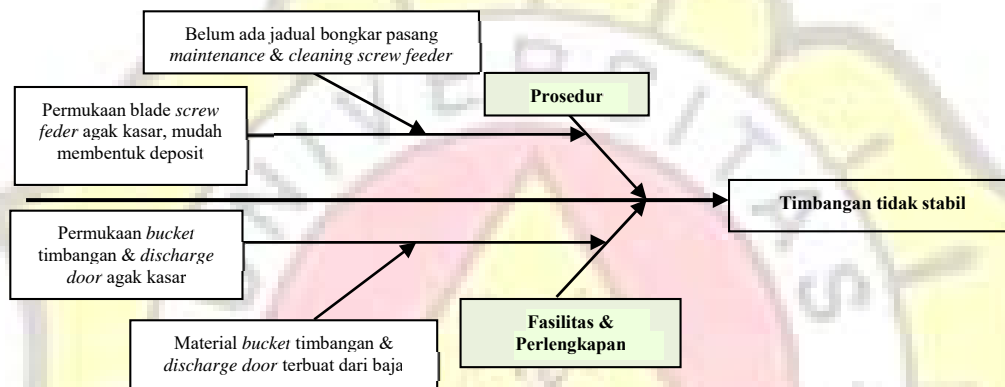 Belum ada jadual bongkar pasang
maintenance & cleaning screw feeder
Prosedur
Permukaan blade screw
feder agak kasar, mudah
membentuk deposit
Timbangan tidak stabil
Permukaan bucket
timbangan & discharge
door agak kasar
Fasilitas &
Perlengkapan
Material bucket timbangan &
discharge door terbuat dari baja
UNIVERSITAS